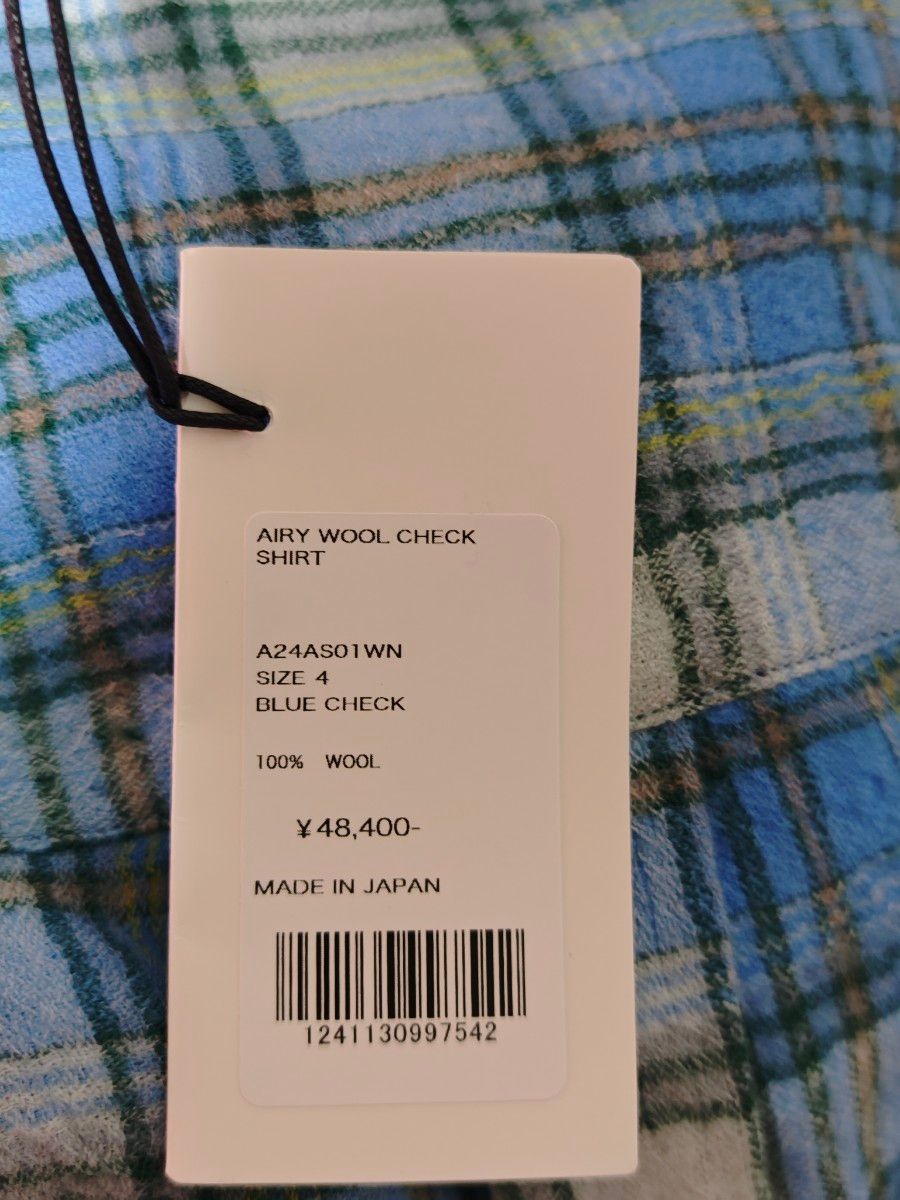 AIRY WOOL CHECK
SHIRT
A24AS01WN
SIZE 4
BLUE CHECK
100% WOOL
¥48,400-
MADE IN JAPAN
1241130997542